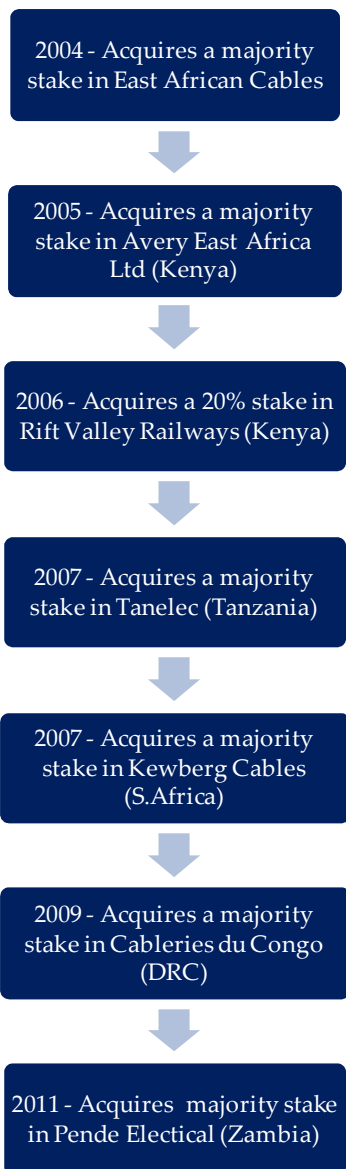 2004 - Acquires a majority
stake in East African Cables
2005 - Acquires a majority
stake in Avery East Africa
Ltd (Kenya)
2006 - Acquires a 20% stake in
Rift Valley Railways (Kenya)
2007 - Acquires a majority
stake in Tanelec (Tanzania)
2007 - Acquires a majority
stake in Kewberg Cables
(S.Africa)
2009 - Acquires a majority
stake in Cableries du Congo
(DRC)
2011 - Acquires majority stake
in Pende Electical (Zambia)